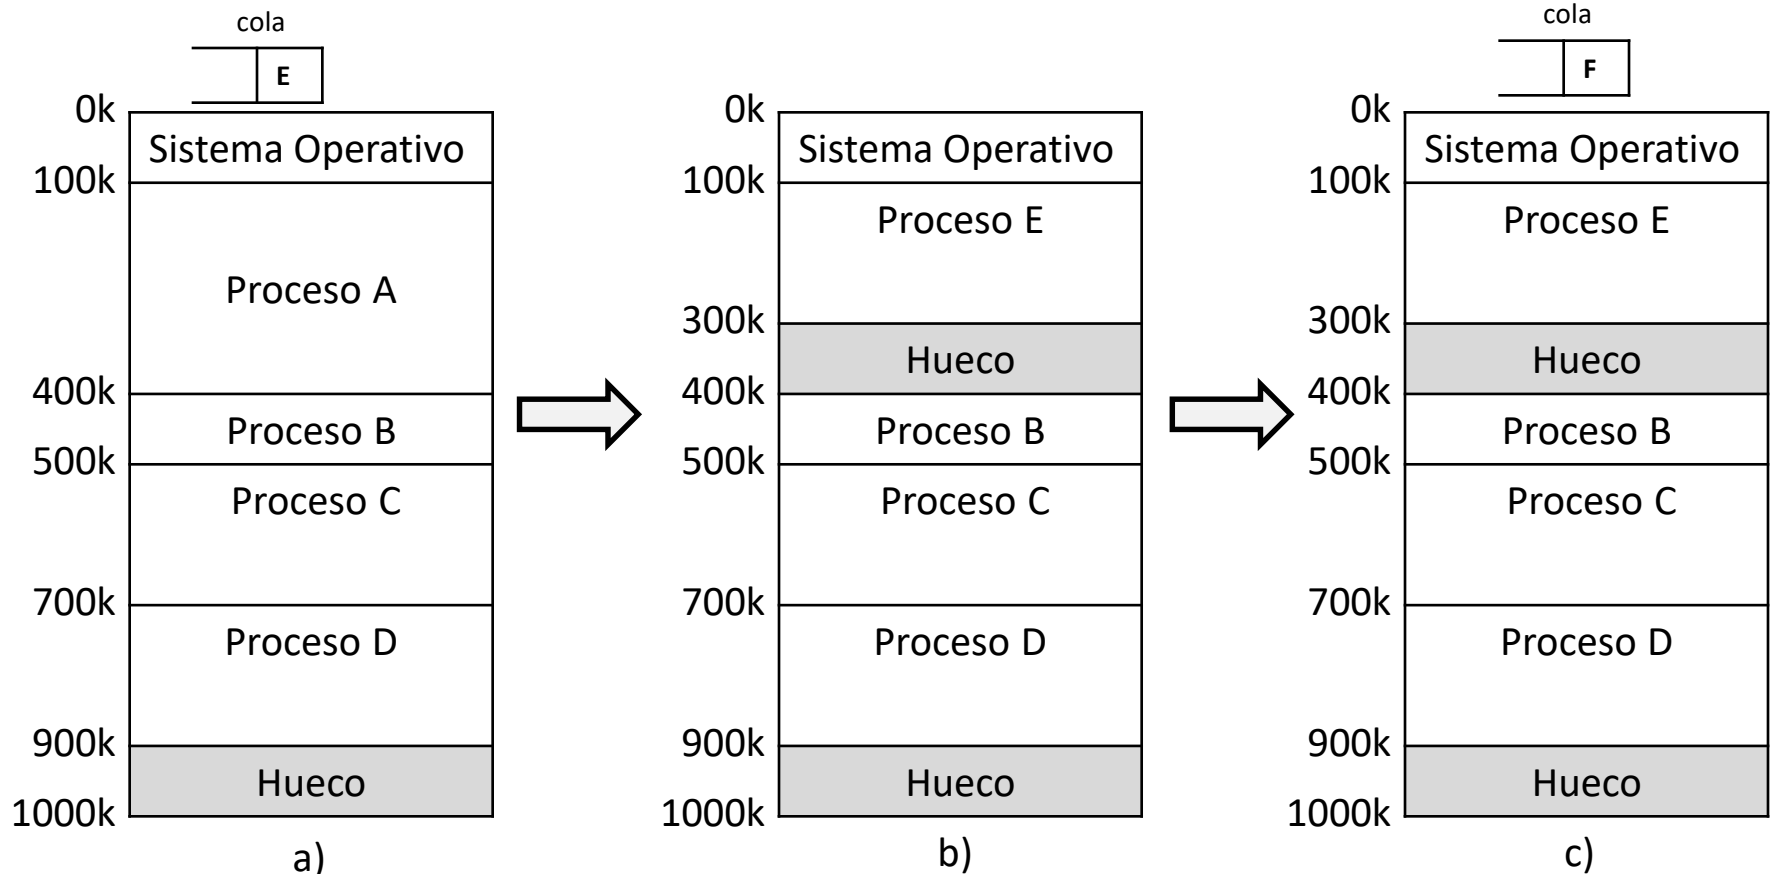 cola
E
0k
Sistema Operativo
100k
Proceso A
400k
Proceso B
500k
Proceso C
700k
Proceso D
900k
Hueco
1000k
a)
0k
Sistema Operativo
100k
Proceso E
300k
Hueco
400k
Proceso B
500k
Proceso C
700k
Proceso D
900k
Hueco
1000k
b)
cola
F
0k
Sistema Operativo
100k
Proceso E
300k
Hueco
400k
Proceso B
500k
Proceso C
700k
Proceso D
900k
Hueco
1000k
c)